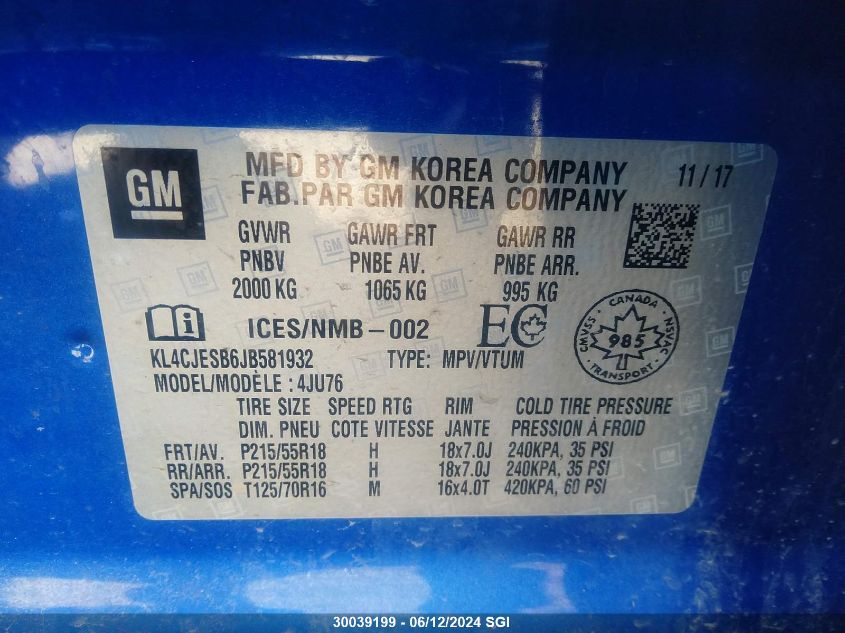 GM
MFD BY GM KOREA COMPANY 11/17
FAB.PAR GM KOREA COMPANY
GVWR GAWR FRT GAWR RR
PNBV PNBE AV. PNBE ARR.
2000 KG 1065 KG 995 KG
ICES/NMB-002 EC
CANADA
CMVSS 985 NSVAC
TRANSPORT
KL4CJESB6JB581932 TYPE: MPV/VTUM
MODEL/MODÈLE : 4JU76
TIRE SIZE SPEED RTG RIM COLD TIRE PRESSURE
DIM. PNEU COTE VITESSE JANTE PRESSION À FROID
FRT/AV. P215/55R18 H 18x7.0J 240KPA, 35 PSI
RR/ARR. P215/55R18 H 18x7.0J 240KPA, 35 PSI
SPA/SOS T125/70R16 M 16x4.0T 420KPA, 60 PSI
30039199 - 06/12/2024 SGI